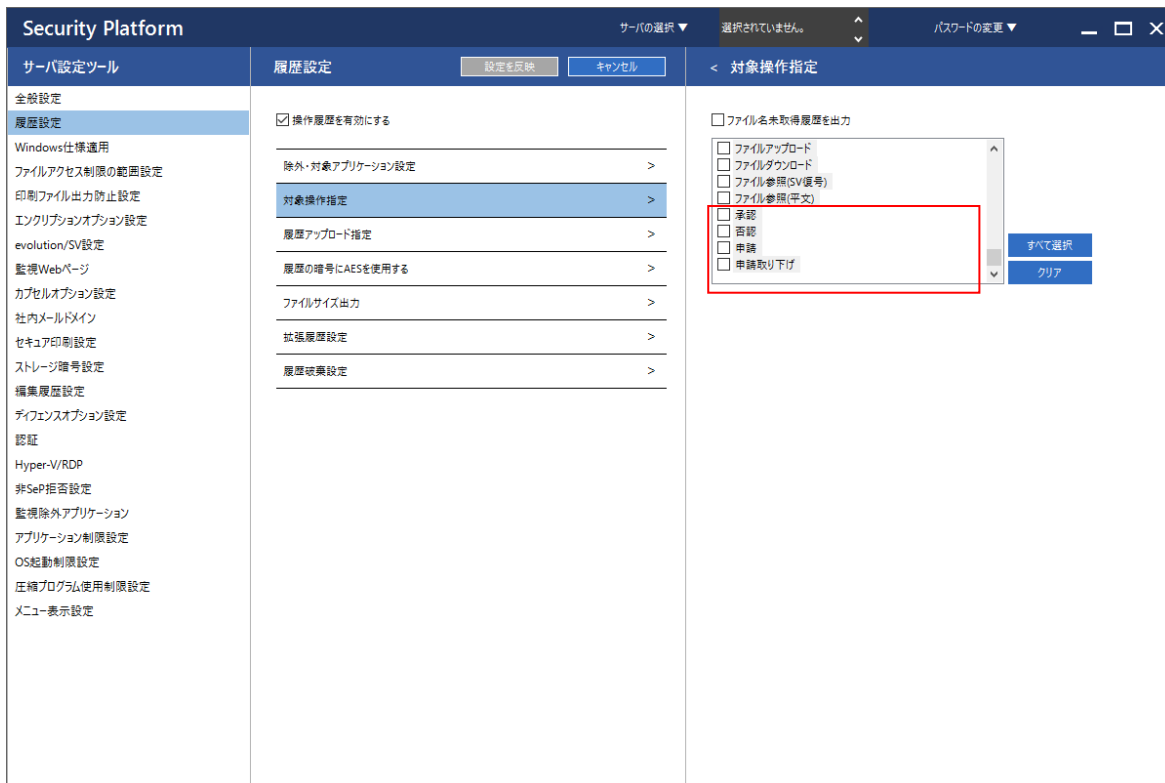 Security Platform
サーバの選択 ▼
選択されていません。
パスワードの変更 ▼
サーバ設定ツール
全般設定
履歴設定
Windows仕様適用
ファイルアクセス制限の範囲設定
印刷ファイル出力防止設定
エンクリプションオプション設定
evolution/SV設定
監視Webページ
カプセルオプション設定
社内メールドメイン
セキュア印刷設定
ストレージ暗号設定
編集履歴設定
ディフェンスオプション設定
認証
Hyper-V/RDP
非SeP拒否設定
監視除外アプリケーション
アプリケーション制限設定
OS起動制限設定
圧縮プログラム使用制限設定
メニュー表示設定
履歴設定
設定を反映
キャンセル
操作履歴を有効にする
除外・対象アプリケーション設定 >
対象操作指定 >
履歴アップロード指定 >
履歴の暗号にAESを使用する >
ファイルサイズ出力 >
拡張履歴設定 >
履歴破棄設定 >
< 対象操作指定
ファイル名未取得履歴を出力
ファイルアップロード
ファイルダウンロード
ファイル参照(SV復号)
ファイル参照(平文)
承認
否認
申請
申請取り下げ
すべて選択
クリア